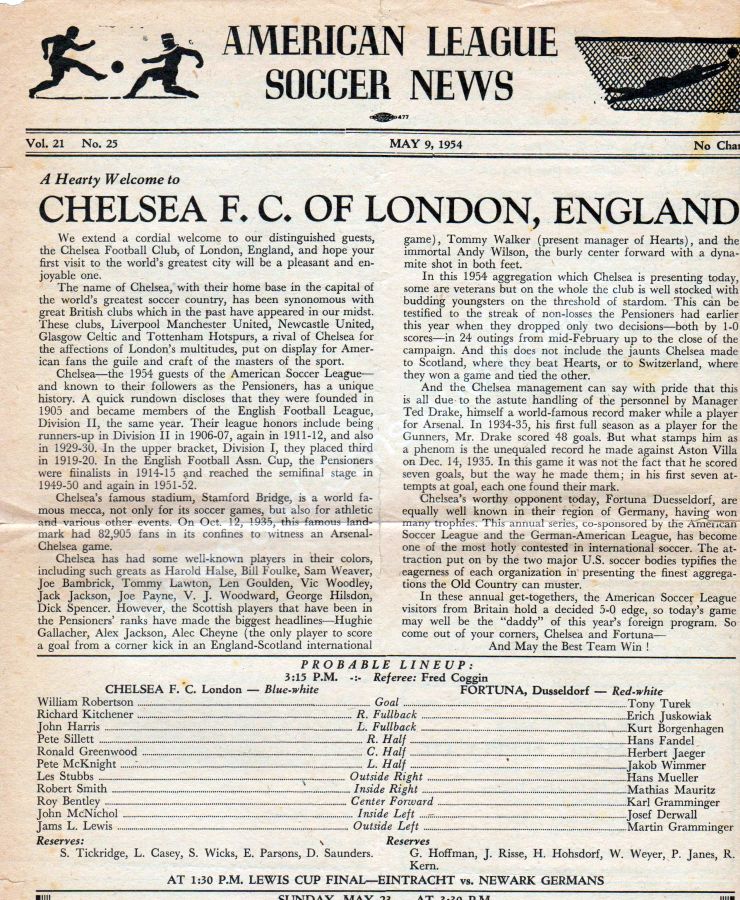 AMERICAN LEAGUE
SOCCER NEWS
477
Vol. 21 No. 25 MAY 9, 1954 No Char
A Hearty Welcome to
CHELSEA F. C. OF LONDON, ENGLAND
We extend a cordial welcome to our distinguished guests,
the Chelsea Football Club, of London, England, and hope your
first visit to the world's greatest city will be a pleasant and en-
joyable one.
The name of Chelsea, with their home base in the capital of
the world's greatest soccer country, has been synonomous with
great British clubs which in the past have appeared in our midst.
These clubs, Liverpool Manchester United, Newcastle United,
Glasgow Celtic and Tottenham Hotspurs, a rival of Chelsea for
the affections of London's multitudes, put on display for Amer-
ican fans the guile and craft of the masters of the sport.
Chelsea—the 1954 guests of the American Soccer League—
and known to their followers as the Pensioners, has a unique
history. A quick rundown discloses that they were founded in
1905 and became members of the English Football League,
Division II, the same year. Their league honors include being
runners-up in Division II in 1906-07, again in 1911-12, and also
in 1929-30. In the upper bracket, Division I, they placed third
in 1919-20. In the English Football Assn. Cup, the Pensioners
were fiinalists in 1914-15 and reached the semifinal stage in
1949-50 and again in 1951-52.
Chelsea's famous stadium, Stamford Bridge, is a world fa-
mous mecca, not only for its soccer games, but also for athletic
and various other events. On Oct. 12, 1935, this famous land-
mark had 82,905 fans in its confines to witness an Arsenal-
Chelsea game.
Chelsea has had some well-known players in their colors,
including such greats as Harold Halse, Bill Foulke, Sam Weaver,
Joe Bambrick, Tommy Lawton, Len Goulden, Vic Woodley,
Jack Jackson, Joe Payne, V. J. Woodward, George Hilsdon,
Dick Spencer. However, the Scottish players that have been in
the Pensioners' ranks have made the biggest headlines—Hughie
Gallacher, Alex Jackson, Alec Cheyne (the only player to score
a goal from a corner kick in an England-Scotland international
game), Tommy Walker (present manager of Hearts), and the
immortal Andy Wilson, the burly center forward with a dyna-
mite shot in both feet.
In this 1954 aggregation which Chelsea is presenting today,
some are veterans but on the whole the club is well stocked with
budding youngsters on the threshold of stardom. This can be
testified to the streak of non-losses the Pensioners had earlier
this year when they dropped only two decisions—both by 1-0
scores—in 24 outings from mid-February up to the close of the
campaign. And this does not include the jaunts Chelsea made
to Scotland, where they beat Hearts, or to Switzerland, where
they won a game and tied the other.
And the Chelsea management can say with pride that this
is all due to the astute handling of the personnel by Manager
Ted Drake, himself a world-famous record maker while a player
for Arsenal. In 1934-35, his first full season as a player for the
Gunners, Mr. Drake scored 48 goals. But what stamps him as
a phenom is the unequaled record he made against Aston Villa
on Dec. 14, 1935. In this game it was not the fact that he scored
seven goals, but the way he made them; in his first seven at-
tempts at goal, each one found their mark.
Chelsea's worthy opponent today, Fortuna Duesseldorf, are
equally well known in their region of Germany, having won
many trophies. This annual series, co-sponsored by the American
Soccer League and the German-American League, has become
one of the most hotly contested in international soccer. The at-
traction put on by the two major U.S. soccer bodies typifies the
eagerness of each organization in presenting the finest aggrega-
tions the Old Country can muster.
In these annual get-togethers, the American Soccer League
visitors from Britain hold a decided 5-0 edge, so today's game
may well be the "daddy" of this year's foreign program. So
come out of your corners, Chelsea and Fortuna—
And May the Best Team Win !
PROBABLE LINEUP:
3:15 P.M. -:- Referee: Fred Coggin
CHELSEA F. C. London — Blue-white FORTUNA, Dusseldorf — Red-white
William Robertson Goal Tony Turek
Richard Kitchener R. Fullback Erich Juskowiak
John Harris L. Fullback Kurt Borgenhagen
Pete Sillett R. Half Hans Fandel
Ronald Greenwood C. Half Herbert Jaeger
Pete McKnight L. Half Jakob Wimmer
Les Stubbs Outside Right Hans Mueller
Robert Smith Inside Right Mathias Mauritz
Roy Bentley Center Forward Karl Gramminger
John McNichol Inside Left Josef Derwall
Jams L. Lewis Outside Left Martin Gramminger
Reserves: Reserves
S. Tickridge, L. Casey, S. Wicks, E. Parsons, D. Saunders. G. Hoffman, J. Risse, H. Hohsdorf, W. Weyer, P. Janes, R.
Kern.
AT 1:30 P.M. LEWIS CUP FINAL—EINTRACHT vs. NEWARK GERMANS
SUNDAY, MAY 23 AT 3:30 P.M.